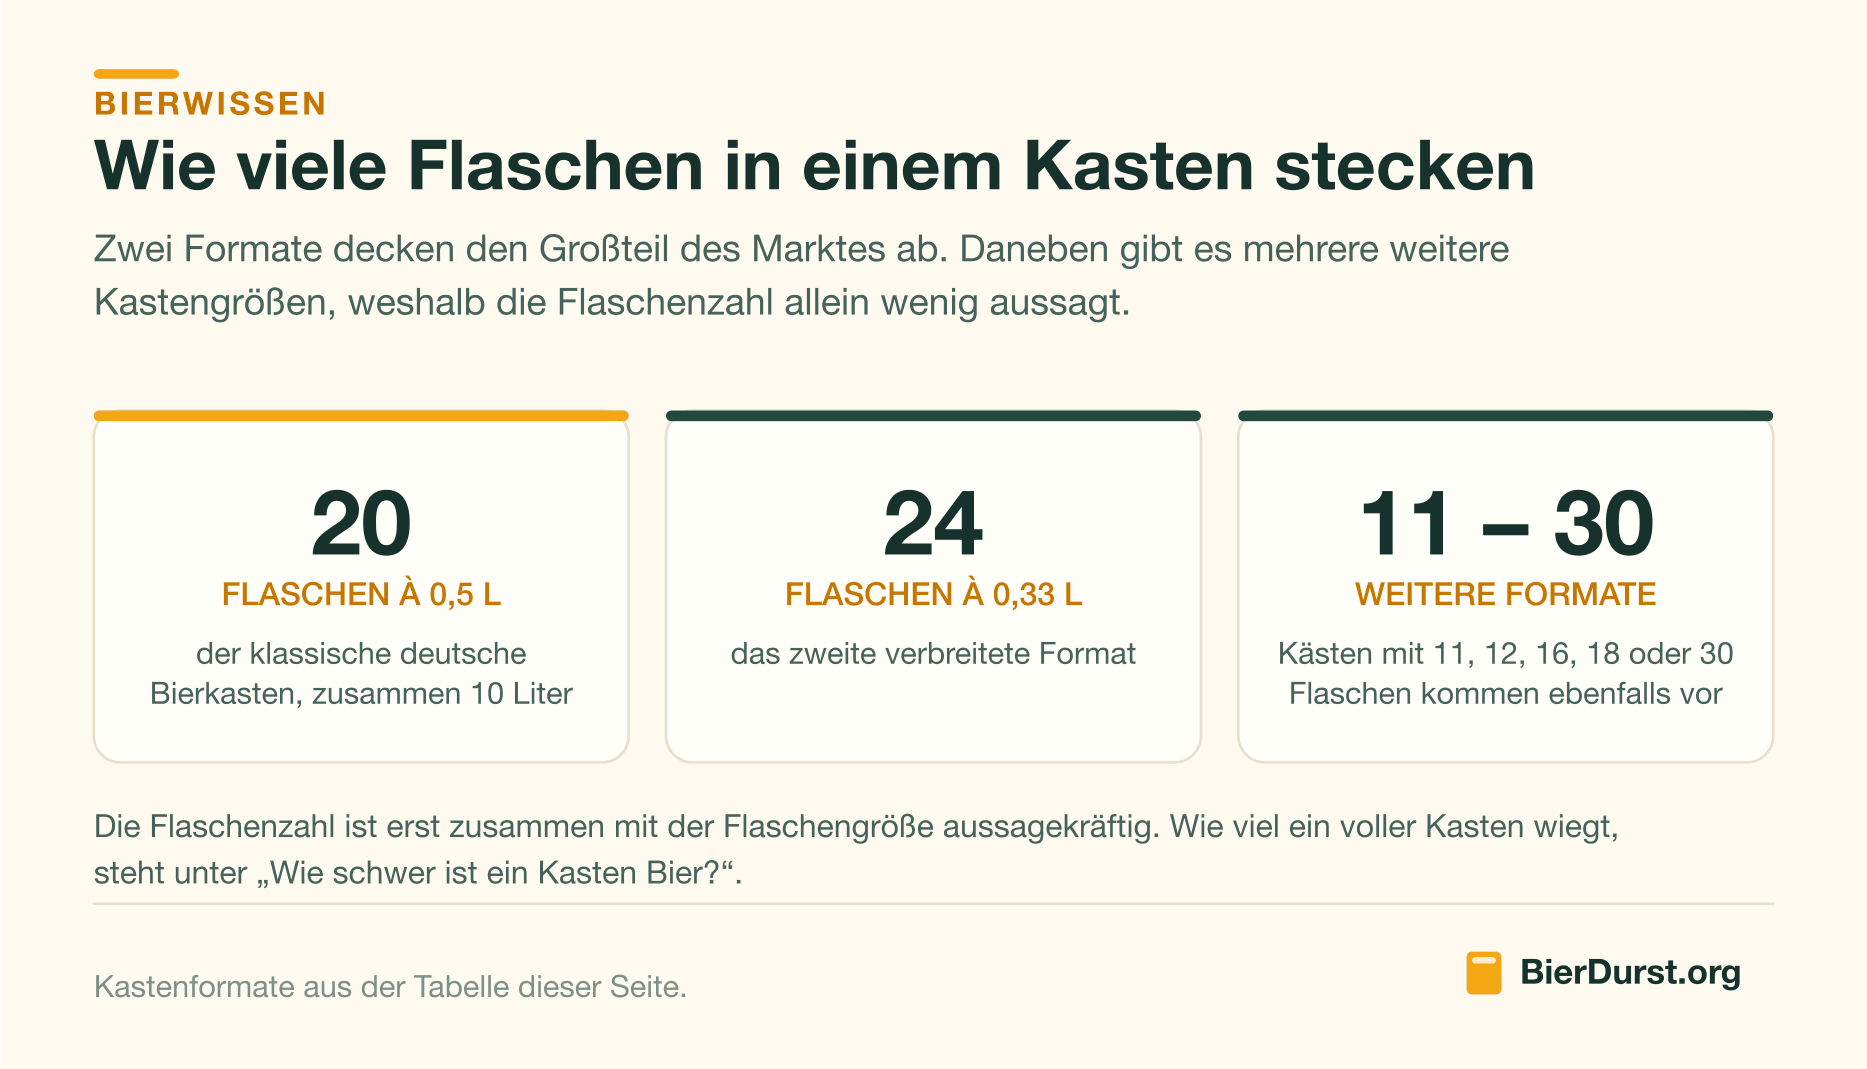 BIERWISSEN
Wie viele Flaschen in einem Kasten stecken
Zwei Formate decken den Großteil des Marktes ab. Daneben gibt es mehrere weitere
Kastengrößen, weshalb die Flaschenzahl allein wenig aussagt.
20
FLASCHEN À 0,5 L
der klassische deutsche
Bierkasten, zusammen 10 Liter
24
FLASCHEN À 0,33 L
das zweite verbreitete Format
11 – 30
WEITERE FORMATE
Kästen mit 11, 12, 16, 18 oder 30
Flaschen kommen ebenfalls vor
Die Flaschenzahl ist erst zusammen mit der Flaschengröße aussagekräftig. Wie viel ein voller Kasten wiegt,
steht unter „Wie schwer ist ein Kasten Bier?“.
Kastenformate aus der Tabelle dieser Seite.
BierDurst.org